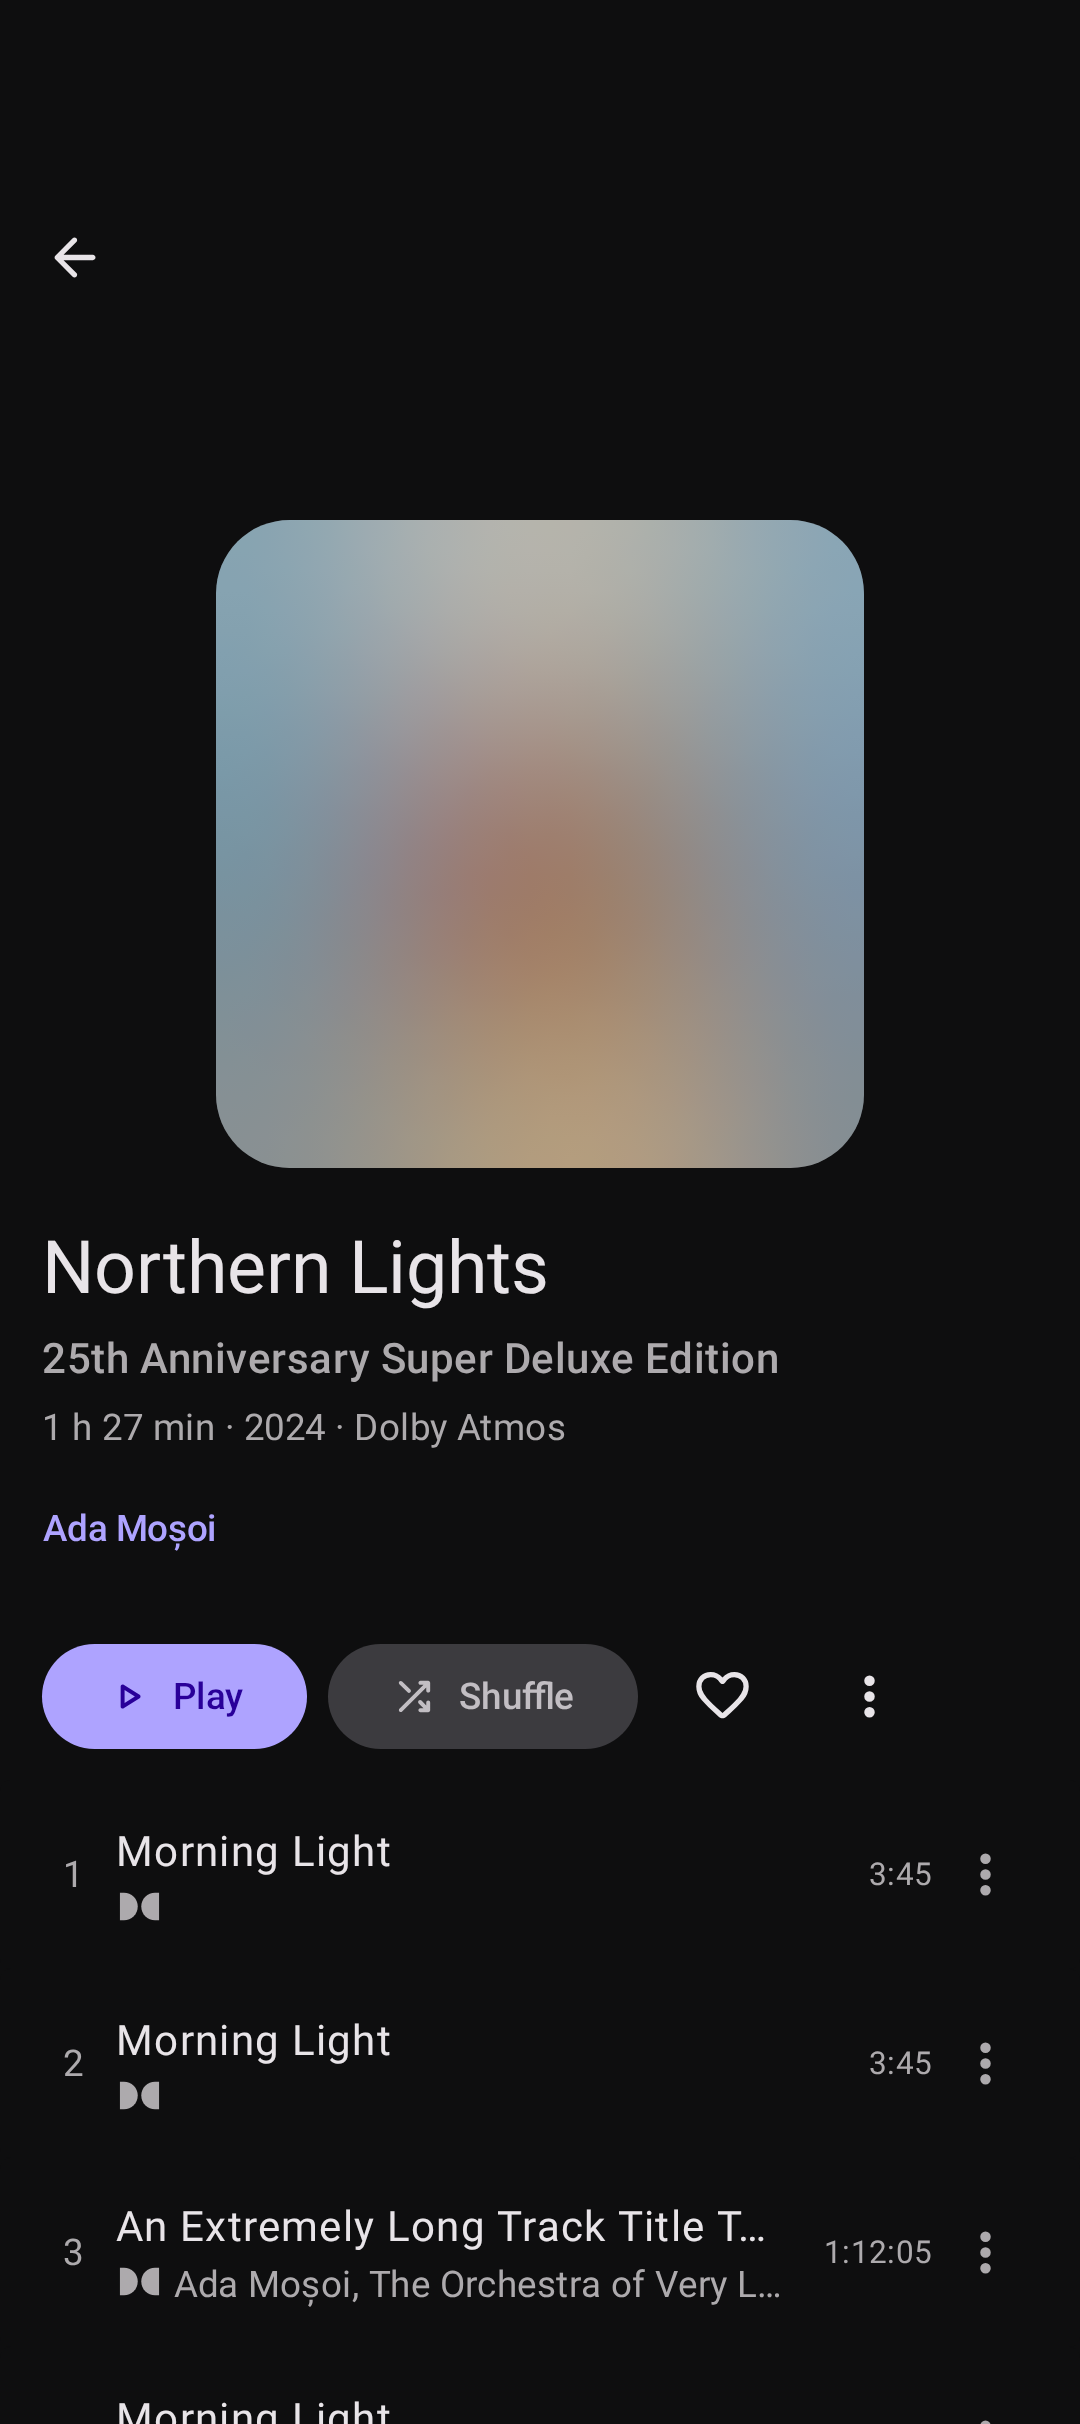 Northern Lights
25th Anniversary Super Deluxe Edition
1 h 27 min · 2024 · Dolby Atmos
Ada Moșoi
Play
Shuffle
1
Morning Light
3:45
2
Morning Light
3:45
3
An Extremely Long Track Title T…
1:12:05
Ada Moșoi, The Orchestra of Very L…
Morning Light